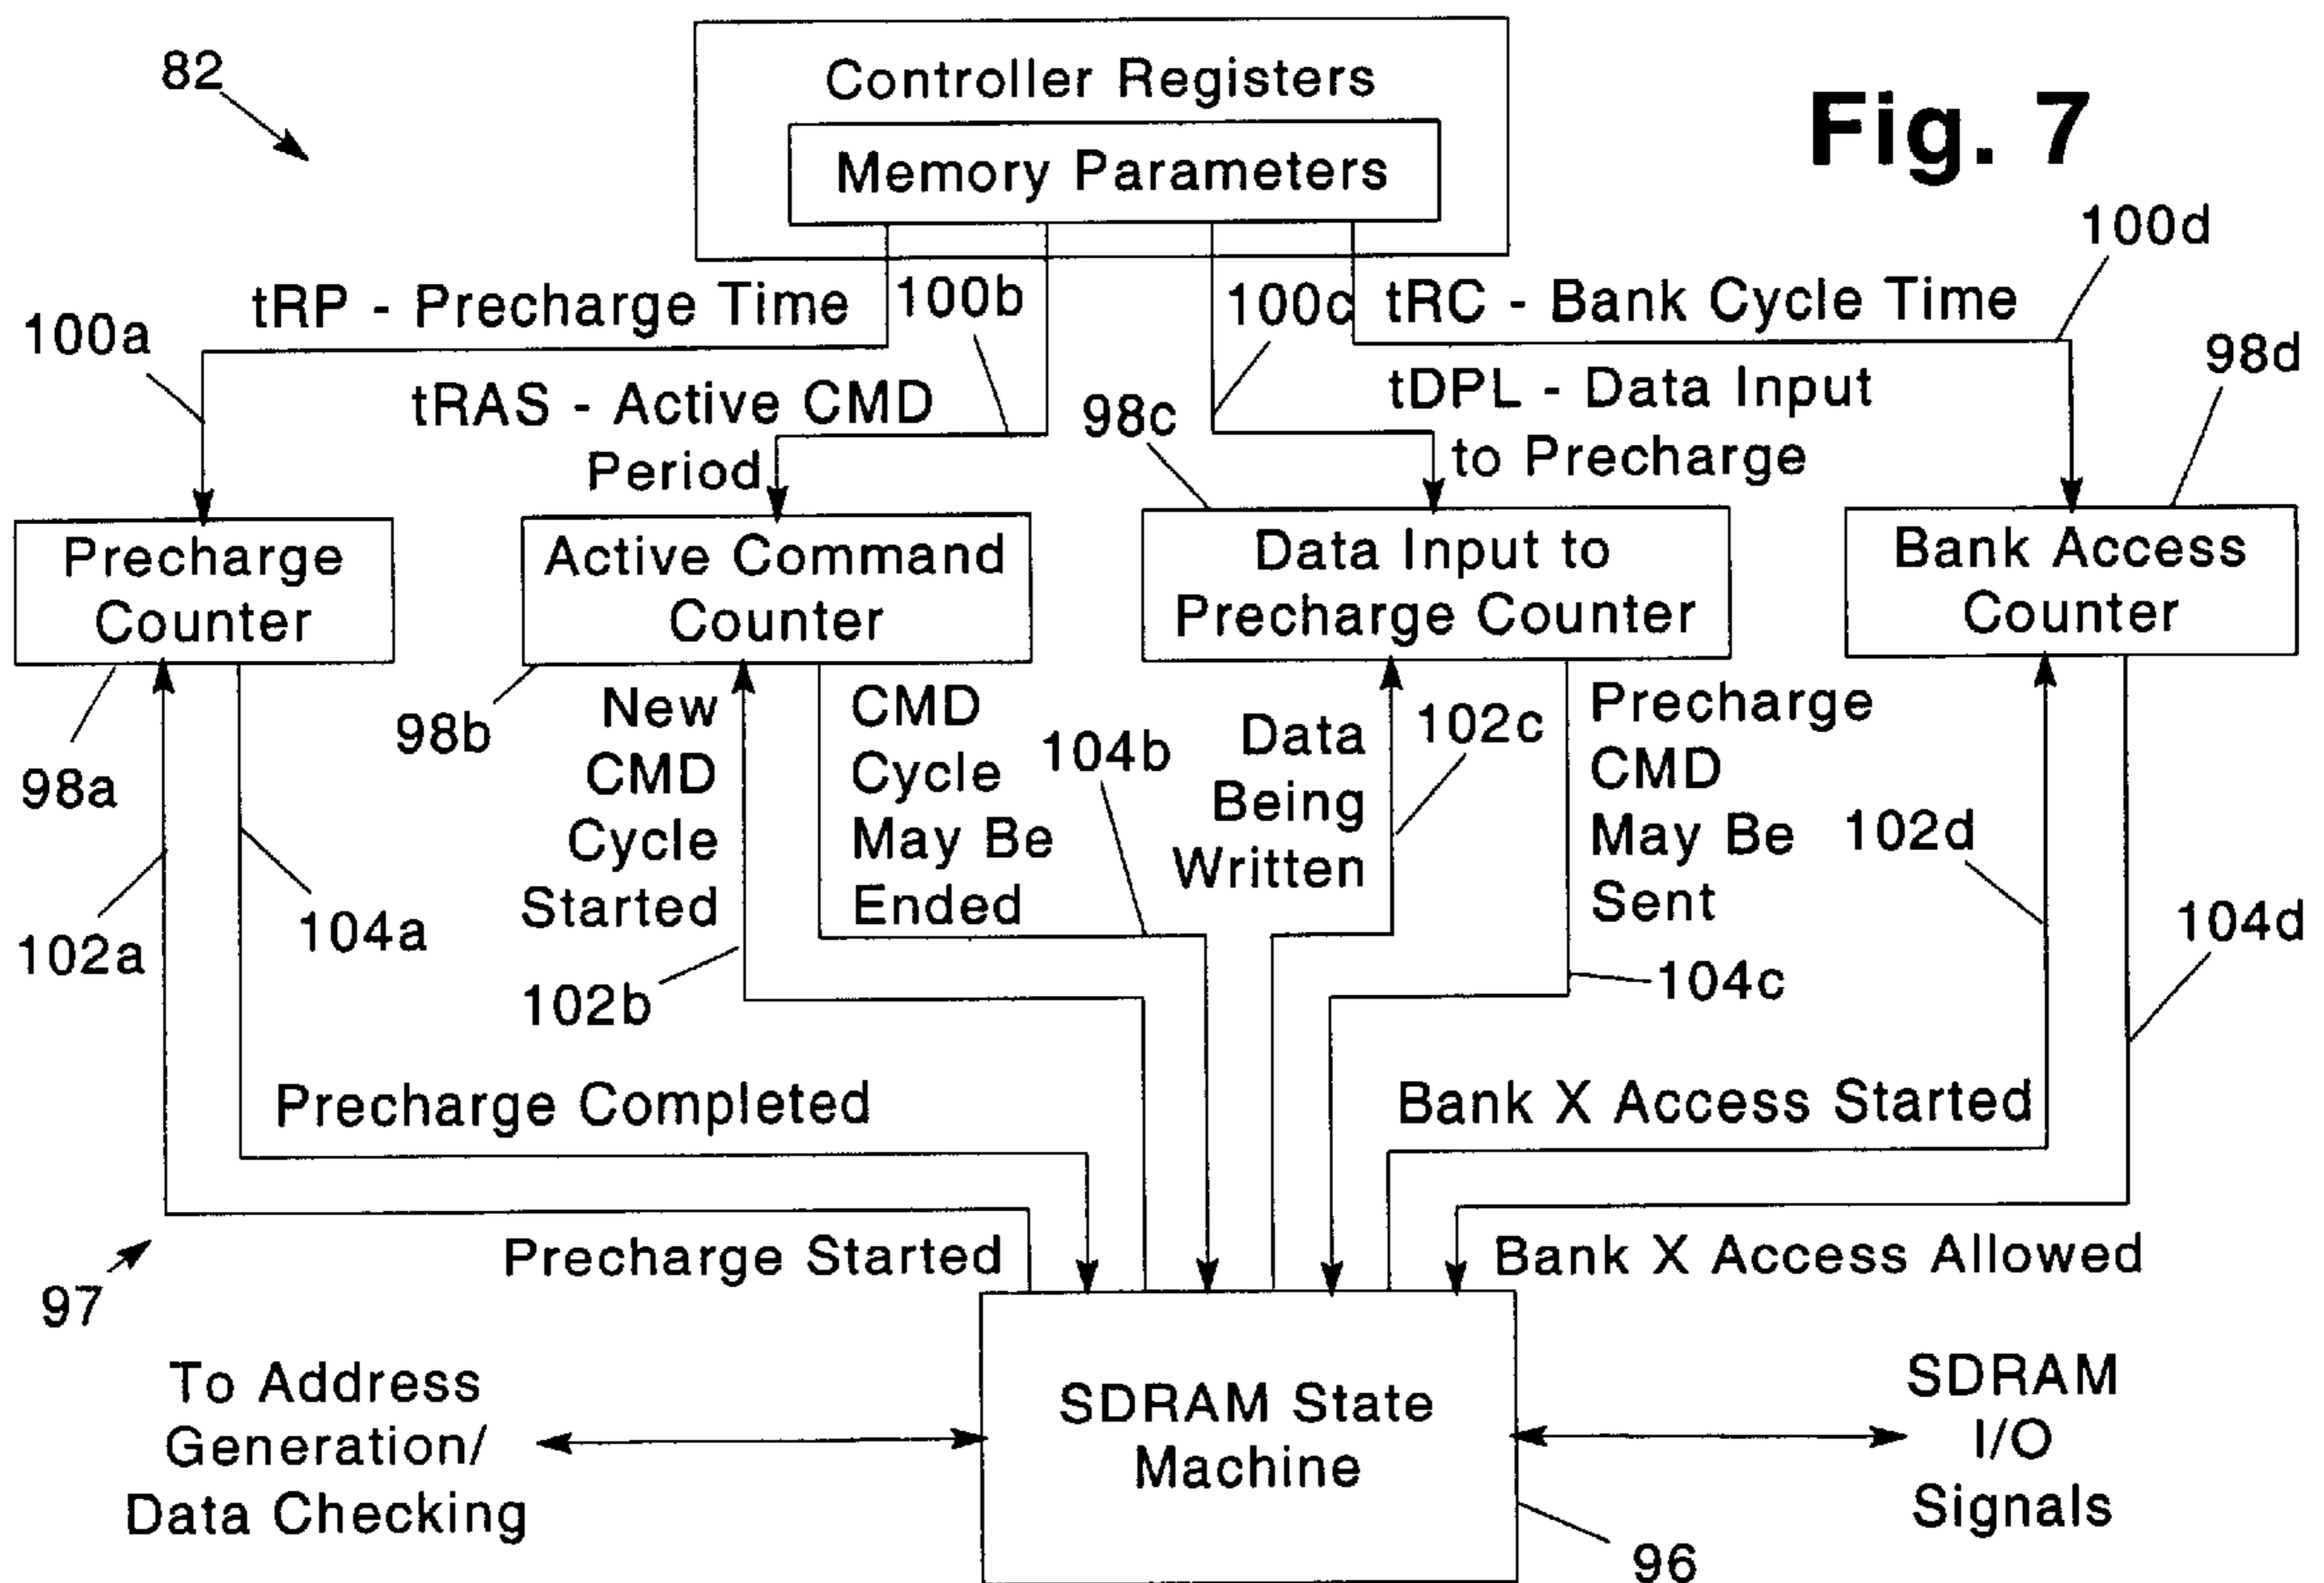 82
Controller Registers
Fig. 7
Memory Parameters
100d
tRP - Precharge Time
100b
100c
tRC - Bank Cycle Time
100a
98d
tRAS - Active CMD
Period
98c
tDPL - Data Input
to Precharge
Precharge
Counter
Active Command
Counter
Data Input to
Precharge Counter
Bank Access
Counter
98a
98b
New
CMD
Cycle
Started
CMD
Cycle
May Be
Ended
104b
Data
Being
Written
102c
Precharge
CMD
May Be
Sent
102d
104d
102a
104a
102b
104c
Precharge Completed
Bank X Access Started
Precharge Started
Bank X Access Allowed
97
To Address
Generation/
Data Checking
SDRAM State
Machine
SDRAM
I/O
Signals
96